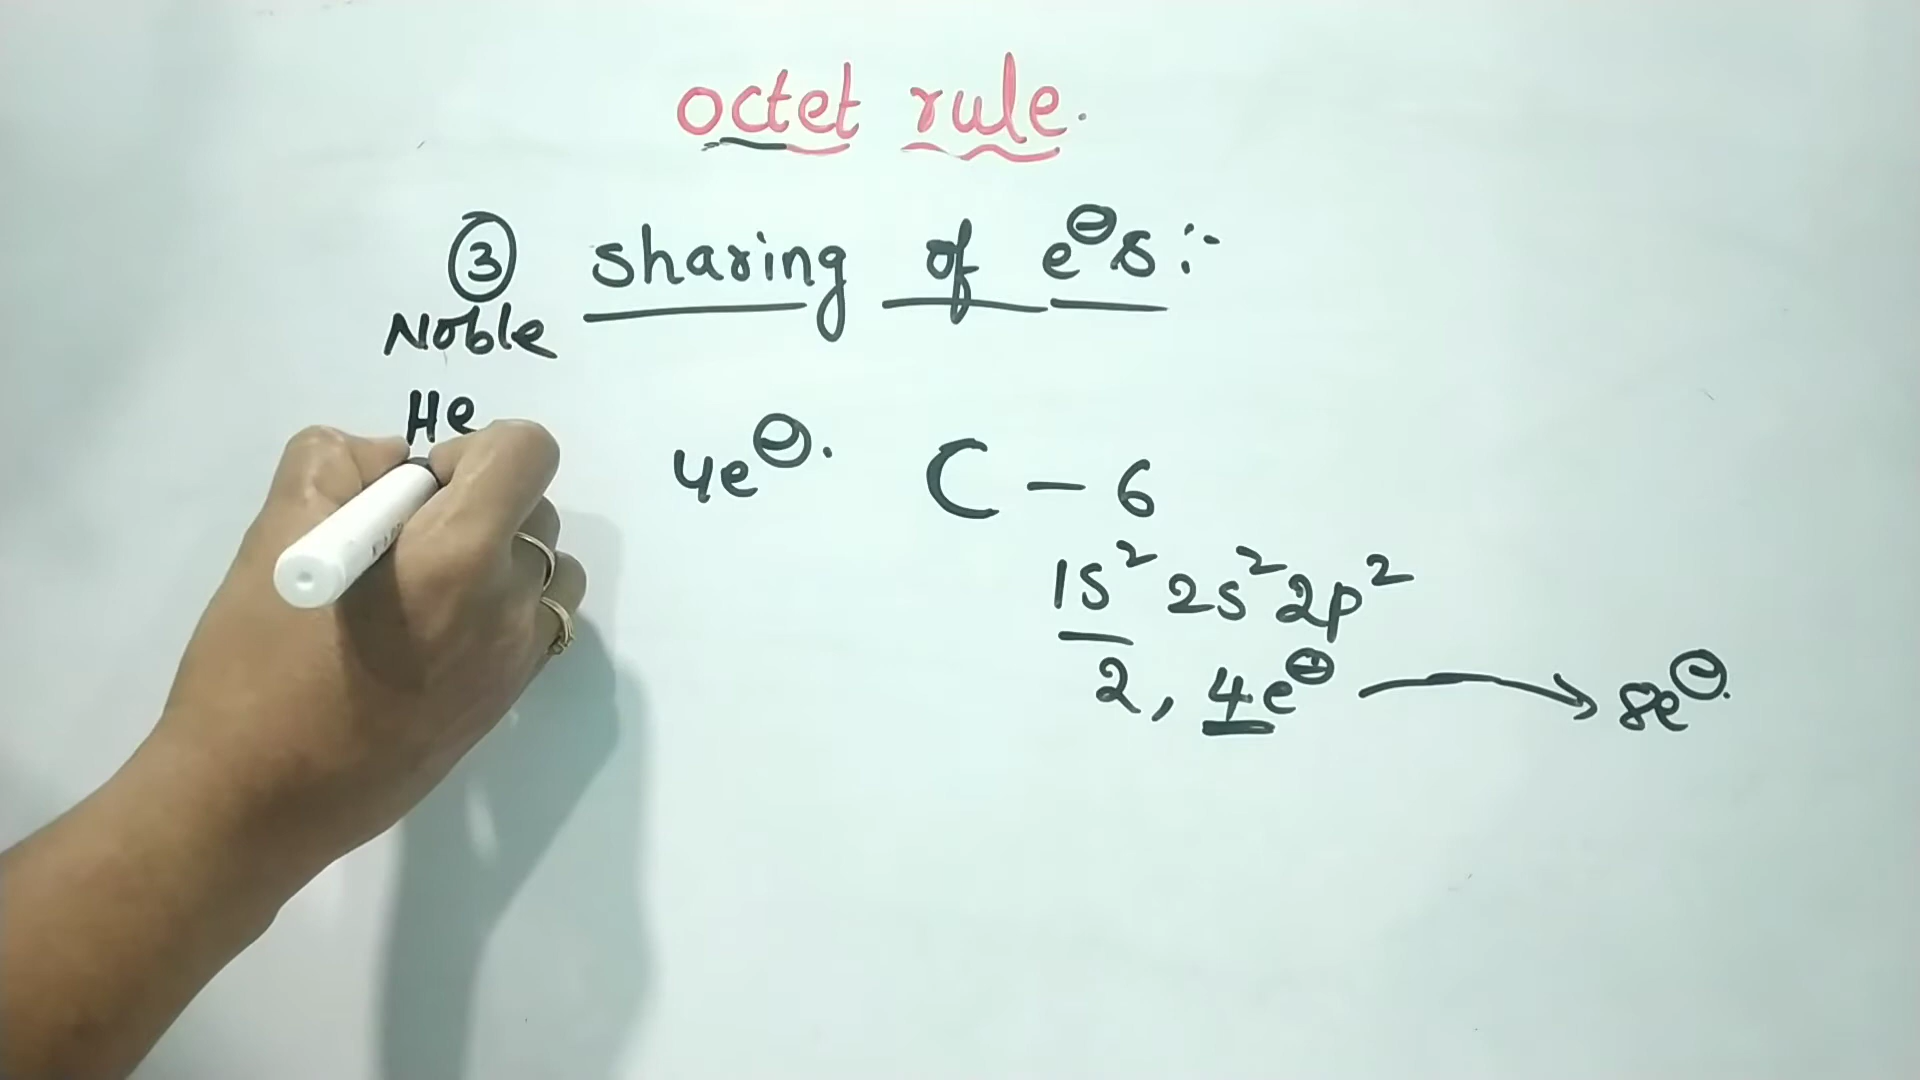 octet rule.
③ sharing of e⊖s :-
Noble
He
4e⊖. C - 6
1s² 2s² 2p²
2, 4e⊖ → 8e⊖.